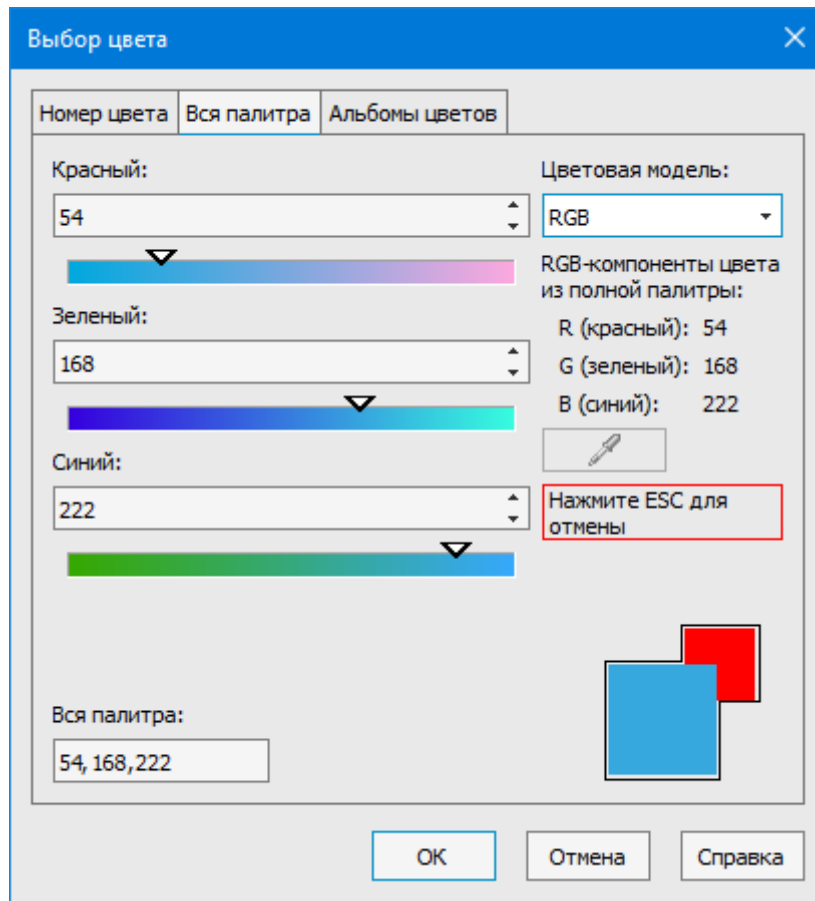 Выбор цвета
Номер цвета Вся палитра Альбомы цветов
Красный:
54
Зеленый:
168
Синий:
222
Цветовая модель:
RGB
RGB-компоненты цвета
из полной палитры:
R (красный): 54
G (зеленый): 168
B (синий): 222
Нажмите ESC для
отмены
Вся палитра:
54, 168,222
OK Отмена Справка